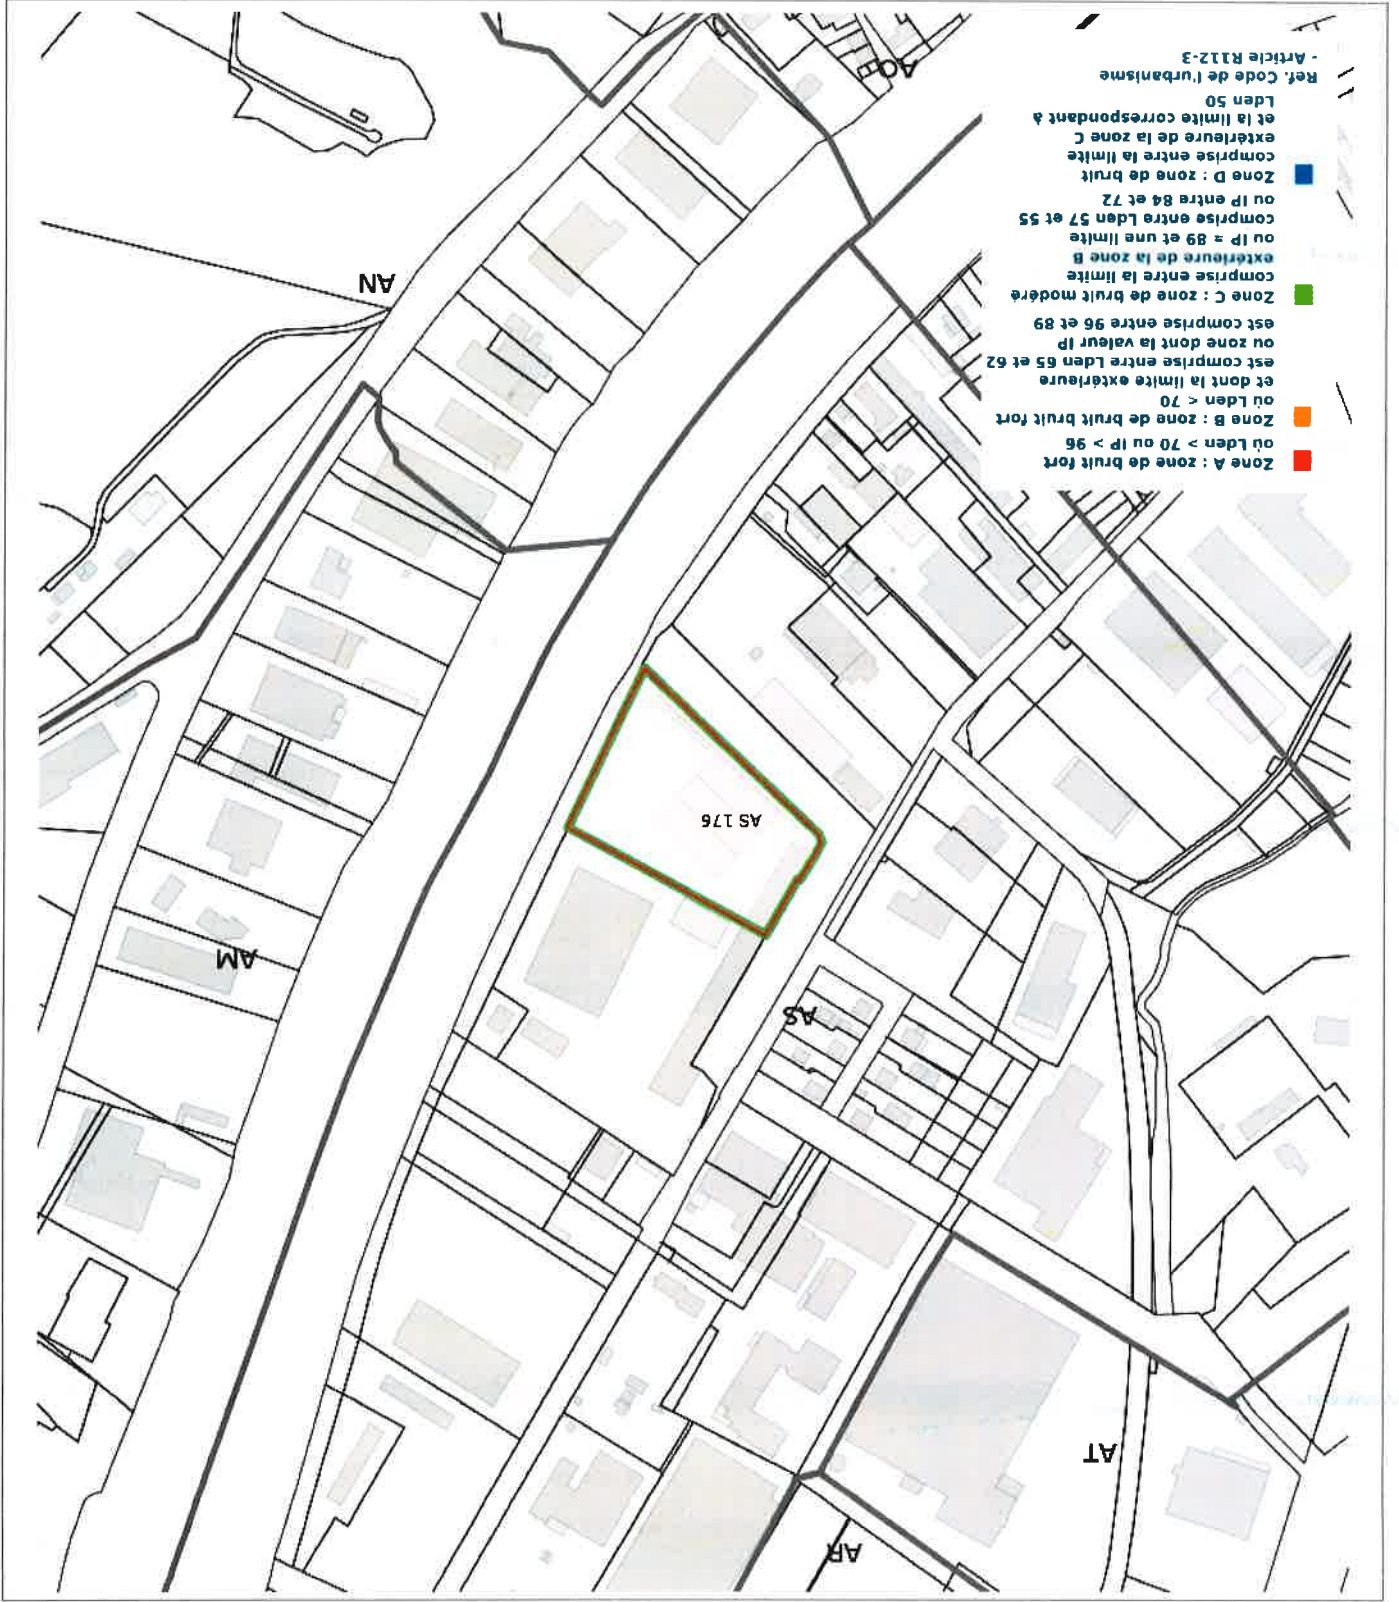 AR
AT
AS
AM
AS 176
AN
AO
Zone A : zone de bruit fort
où Lden > 70 ou IP > 96
Zone B : zone de bruit bruit fort
où Lden < 70
et dont la limite extérieure
est comprise entre Lden 65 et 62
ou zone dont la valeur IP
est comprise entre 96 et 89
Zone C : zone de bruit modéré
comprise entre la limite
extérieure de la zone B
ou IP = 89 et une limite
comprise entre Lden 57 et 55
ou IP entre 84 et 72
Zone D : zone de bruit
comprise entre la limite
extérieure de la zone C
et la limite correspondant à
Lden 50
Ref. Code de l'urbanisme
- Article R112-3